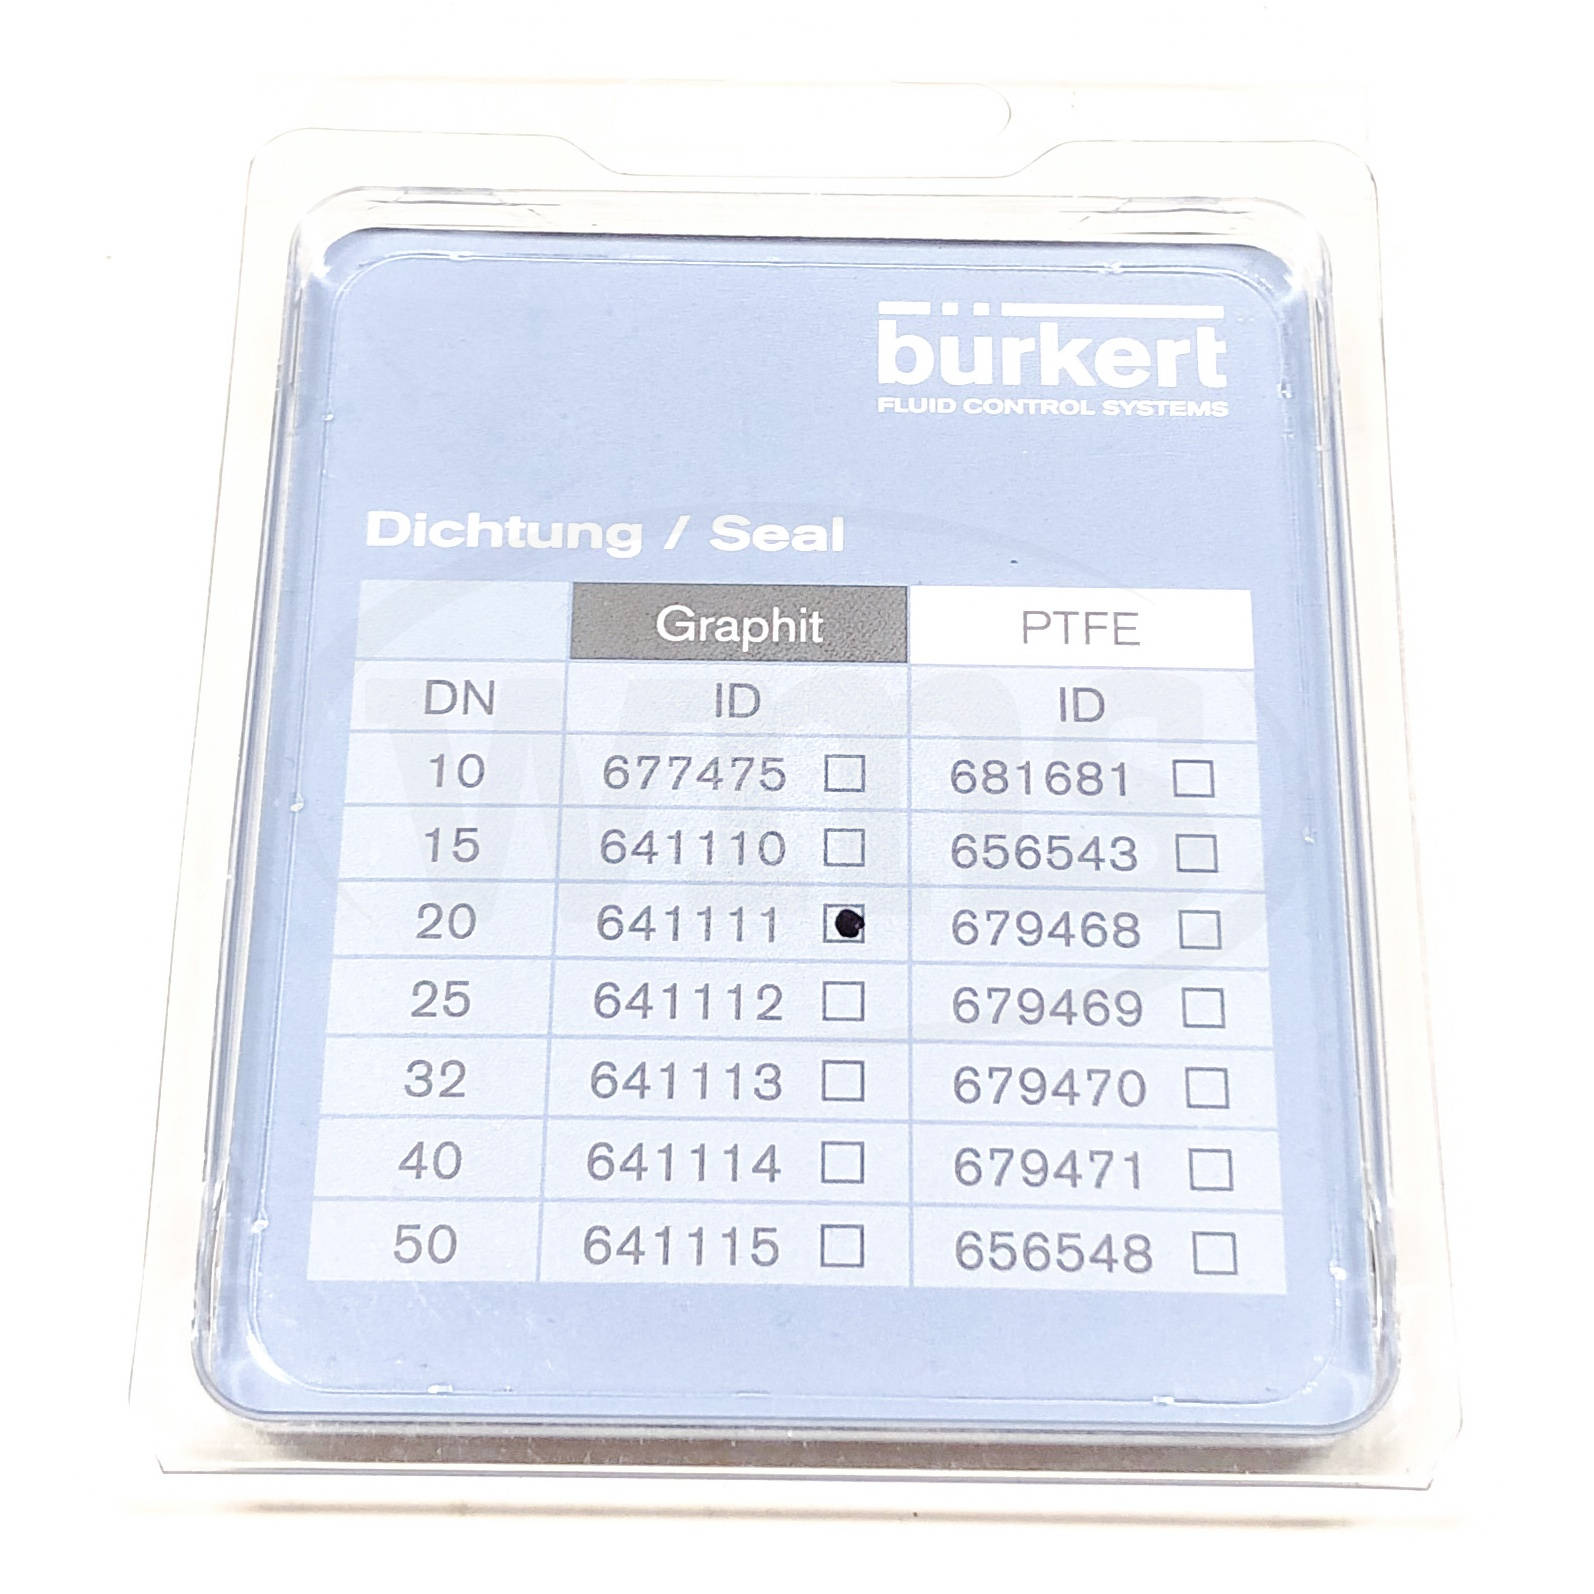 bürkert
FLUID CONTROL SYSTEMS
Dichtung / Seal
Graphit PTFE
DN ID ID
10 677475 681681
15 641110 656543
20 641111 679468
25 641112 679469
32 641113 679470
40 641114 679471
50 641115 656548